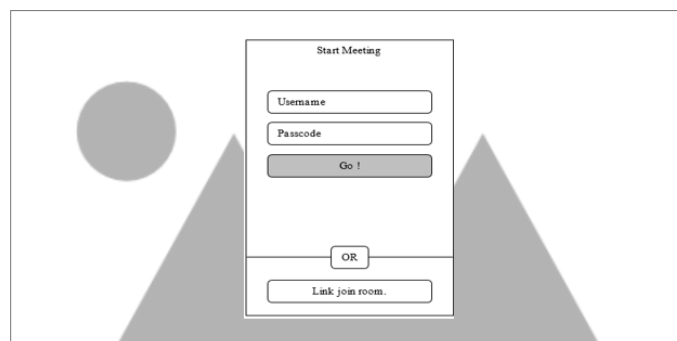 Start Meeting
Username
Passcode
Go !
OR
Link join room.